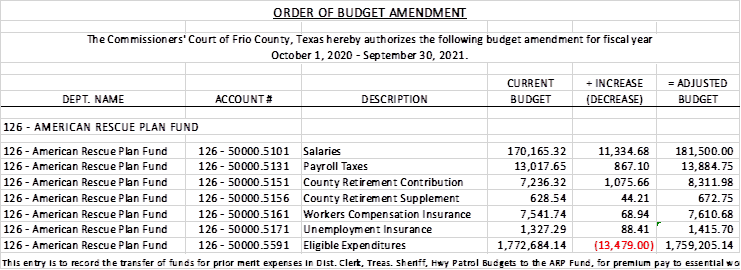 ORDER OF BUDGET AMENDMENT
The Commissioners' Court of Frio County, Texas hereby authorizes the following budget amendment for fiscal year
October 1, 2020 - September 30, 2021.
CURRENT + INCREASE = ADJUSTED
DEPT. NAME ACCOUNT # DESCRIPTION BUDGET (DECREASE) BUDGET
126 - AMERICAN RESCUE PLAN FUND
126 - American Rescue Plan Fund 126 - 50000.5101 Salaries 170,165.32 11,334.68 181,500.00
126 - American Rescue Plan Fund 126 - 50000.5131 Payroll Taxes 13,017.65 867.10 13,884.75
126 - American Rescue Plan Fund 126 - 50000.5151 County Retirement Contribution 7,236.32 1,075.66 8,311.98
126 - American Rescue Plan Fund 126 - 50000.5156 County Retirement Supplement 628.54 44.21 672.75
126 - American Rescue Plan Fund 126 - 50000.5161 Workers Compensation Insurance 7,541.74 68.94 7,610.68
126 - American Rescue Plan Fund 126 - 50000.5171 Unemployment Insurance 1,327.29 88.41 1,415.70
126 - American Rescue Plan Fund 126 - 50000.5591 Eligible Expenditures 1,772,684.14 (13,479.00) 1,759,205.14
This entry is to record the transfer of funds for prior merit expenses in Dist. Clerk, Treas. Sheriff, Hwy Patrol Budgets to the ARP Fund, for premium pay to essential wo